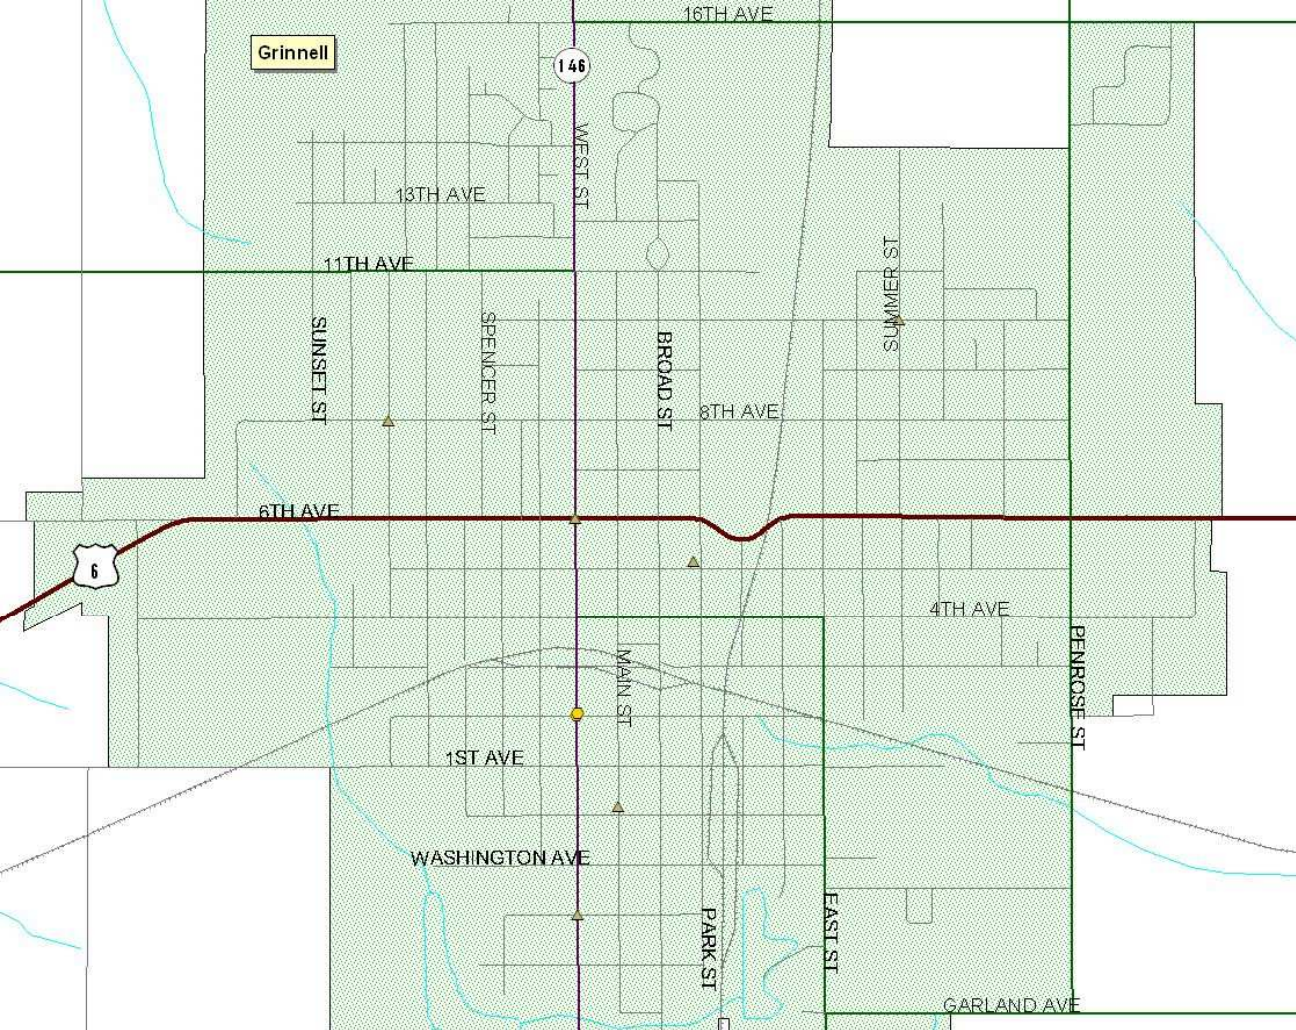 16TH AVE
Grinnell
146
WEST ST
13TH AVE
11TH AVE
SUMMER ST
SUNSET ST
SPENCER ST
BROAD ST
8TH AVE
6TH AVE
6
4TH AVE
PENROSE ST
MAIN ST
1ST AVE
WASHINGTON AVE
PARK ST
EAST ST
GARLAND AVE